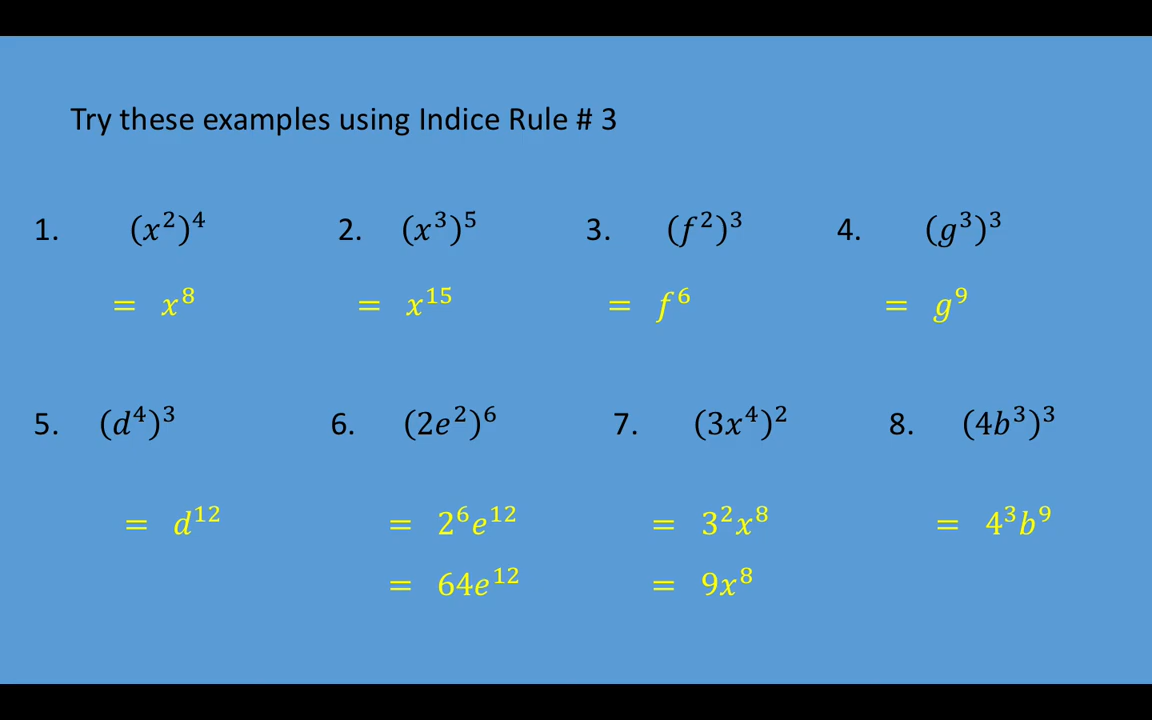 Try these examples using Indice Rule # 3
1. (x²)⁴ 2. (x³)⁵ 3. (f²)³ 4. (g³)³
= x⁸ = x¹⁵ = f⁶ = g⁹
5. (d⁴)³ 6. (2e²)⁶ 7. (3x⁴)² 8. (4b³)³
= d¹² = 2⁶e¹² = 3²x⁸ = 4³b⁹
= 64e¹² = 9x⁸